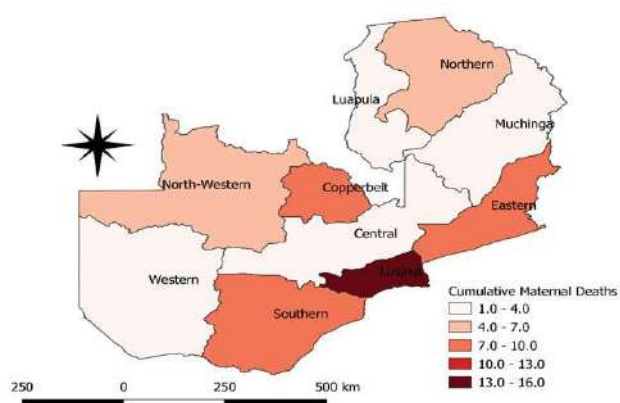 Northern
Luapula
Muchinga
North-Western
Copperbelt
Eastern
Central
Lusaka
Western
Southern
Cumulative Maternal Deaths
1.0 - 4.0
4.0 - 7.0
7.0 - 10.0
10.0 - 13.0
13.0 - 16.0
250 0 250 500 km